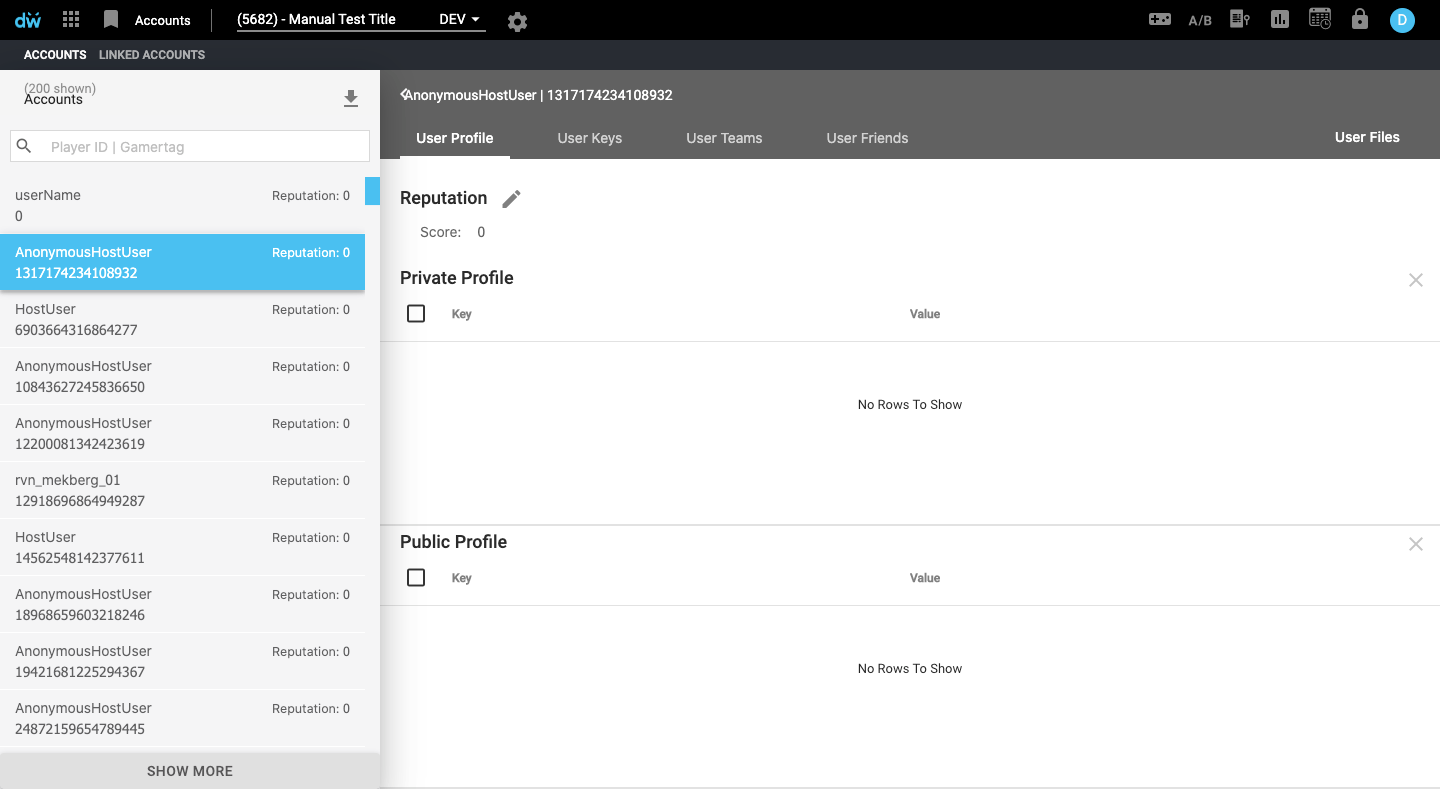 dw
Accounts
(5682) - Manual Test Title
DEV
A/B
D
ACCOUNTS
LINKED ACCOUNTS
(200 shown)
Accounts
Player ID | Gamertag
userName
Reputation: 0
0
AnonymousHostUser
Reputation: 0
1317174234108932
HostUser
Reputation: 0
6903664316864277
AnonymousHostUser
Reputation: 0
10843627245836650
AnonymousHostUser
Reputation: 0
12200081342423619
rvn_mekberg_01
Reputation: 0
12918696864949287
HostUser
Reputation: 0
14562548142377611
AnonymousHostUser
Reputation: 0
18968659603218246
AnonymousHostUser
Reputation: 0
19421681225294367
AnonymousHostUser
Reputation: 0
24872159654789445
SHOW MORE
AnonymousHostUser | 1317174234108932
User Profile
User Keys
User Teams
User Friends
User Files
Reputation
Score: 0
Private Profile
Key
Value
No Rows To Show
Public Profile
Key
Value
No Rows To Show